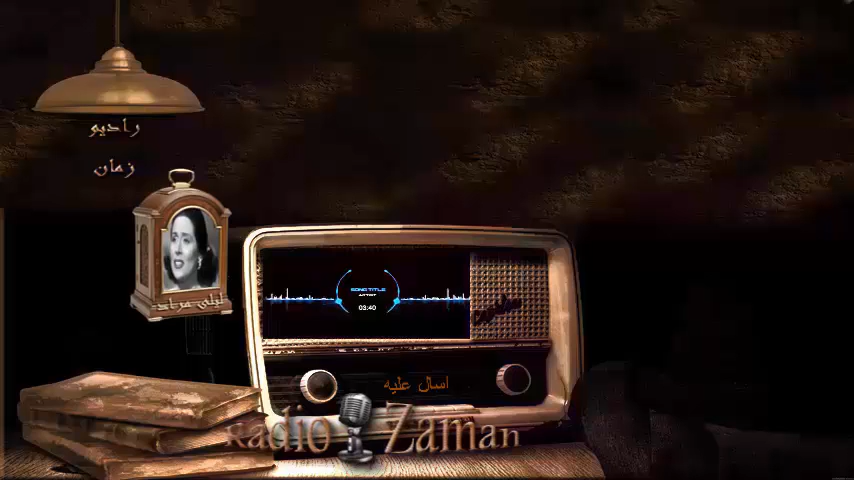 راديو
زمان
ليلى مراد
SONG TITLE
ARTIST
03:40
اسال عليه
Radio Zaman